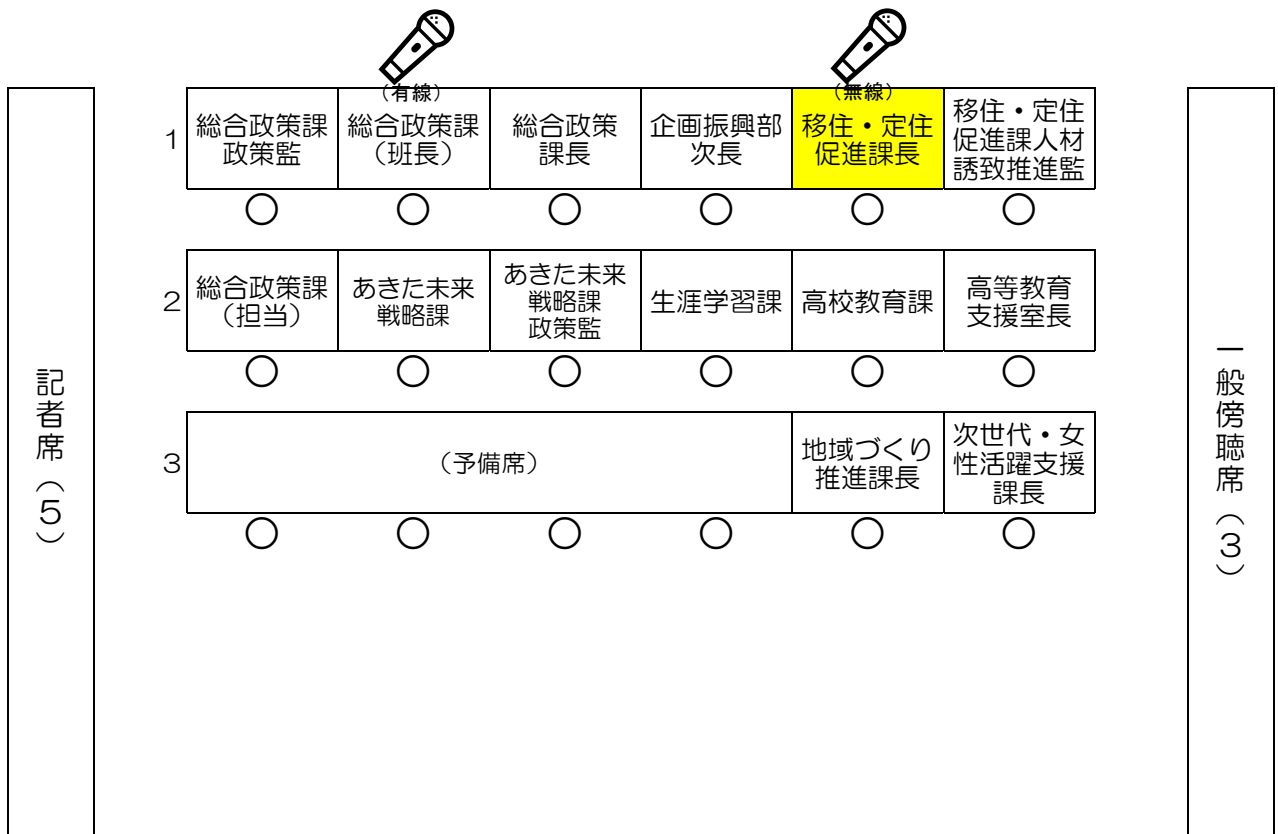 （有線）
（無線）
1
総合政策課
政策監
総合政策課
（班長）
総合政策
課長
企画振興部
次長
移住・定住
促進課長
移住・定住
促進課人材
誘致推進監
2
総合政策課
（担当）
あきた未来
戦略課
あきた未来
戦略課
政策監
生涯学習課
高校教育課
高等教育
支援室長
3
（予備席）
地域づくり
推進課長
次世代・女
性活躍支援
課長
記者席（5）
一般傍聴席（3）